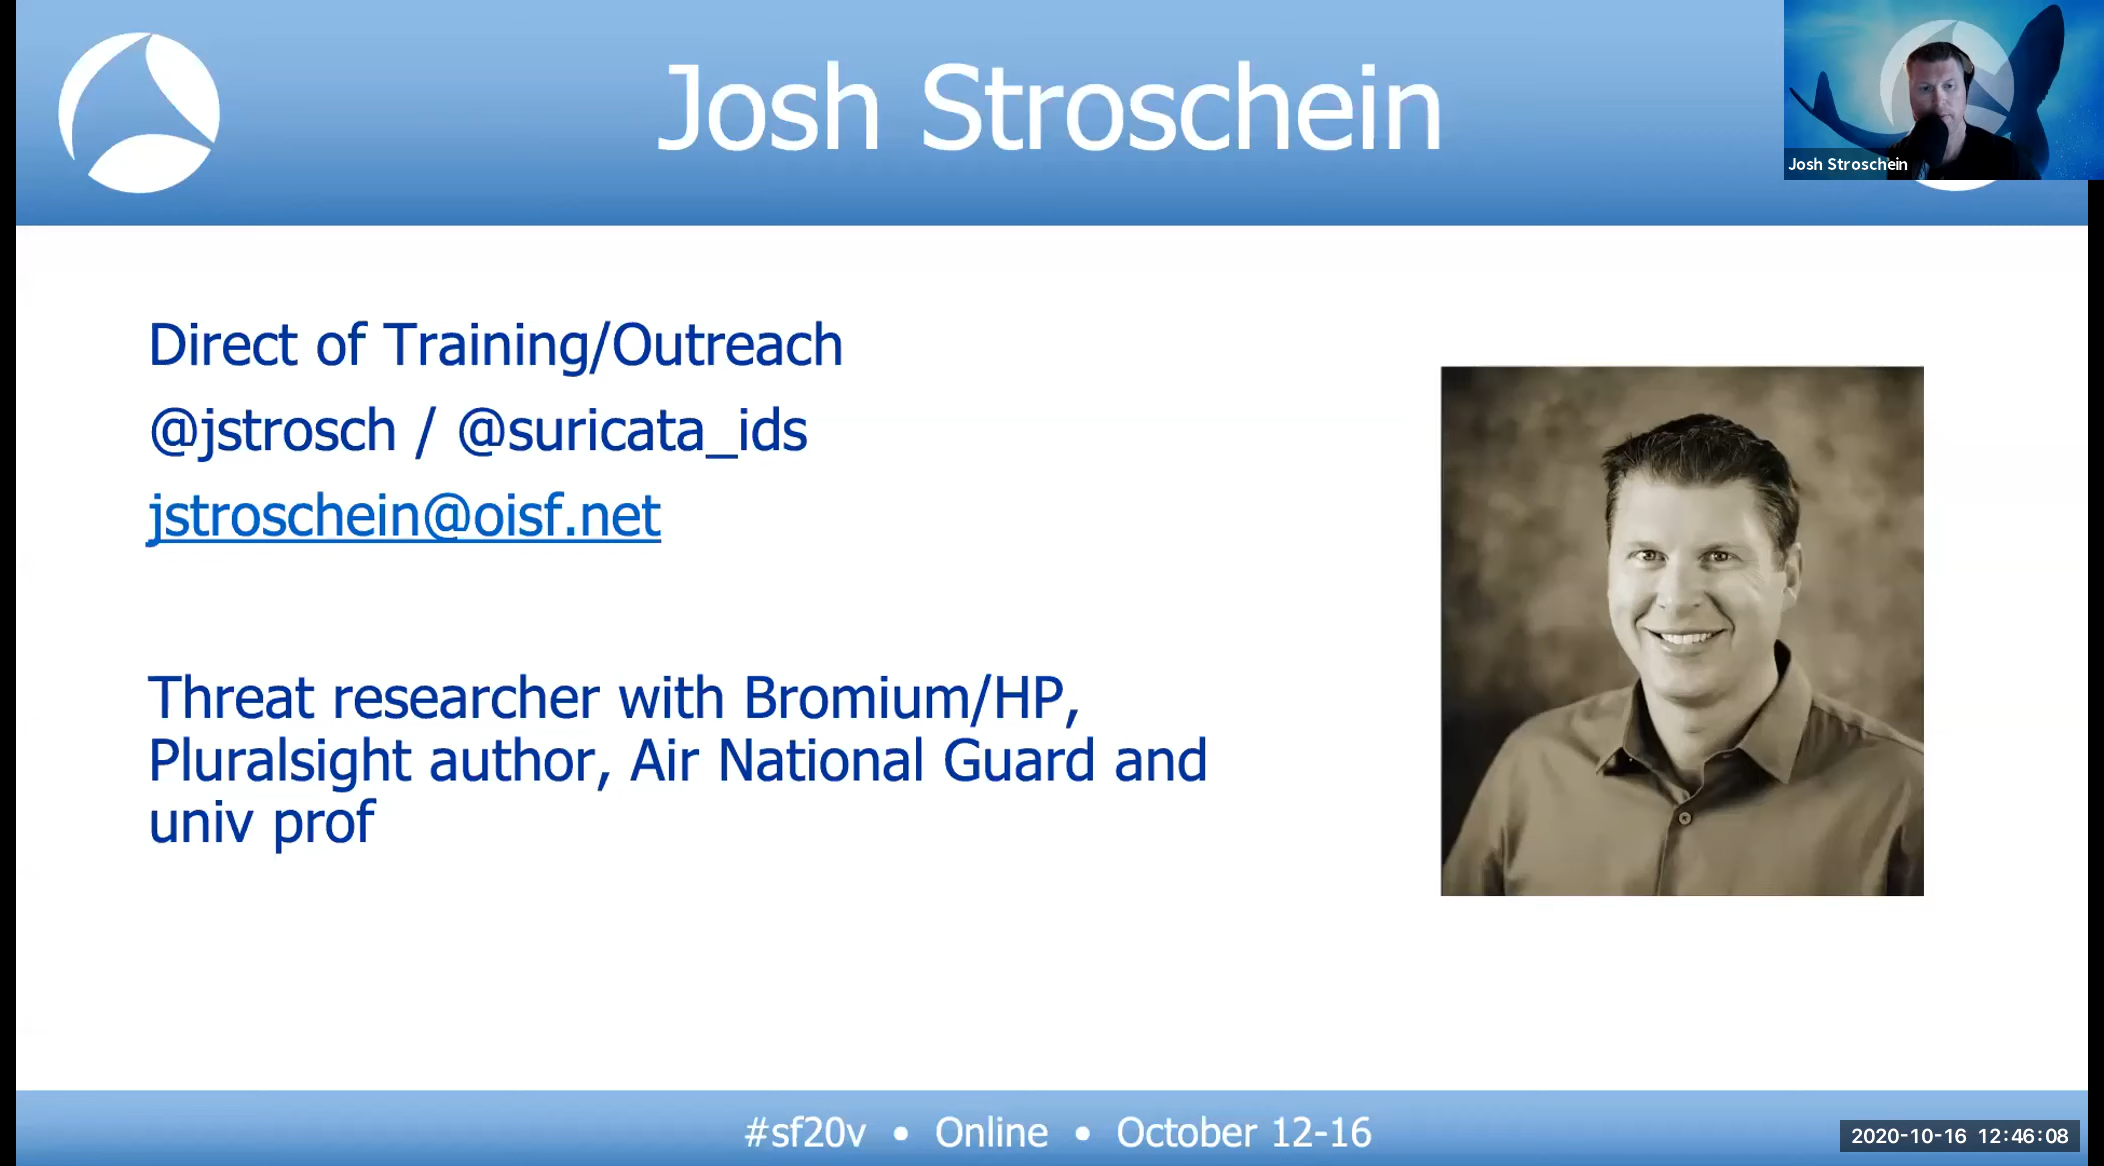 Josh Stroschein
Josh Stroschein
Direct of Training/Outreach
@jstrosch / @suricata_ids
jstroschein@oisf.net
Threat researcher with Bromium/HP,
Pluralsight author, Air National Guard and
univ prof
#sf20v • Online • October 12-16
2020-10-16 12:46:08